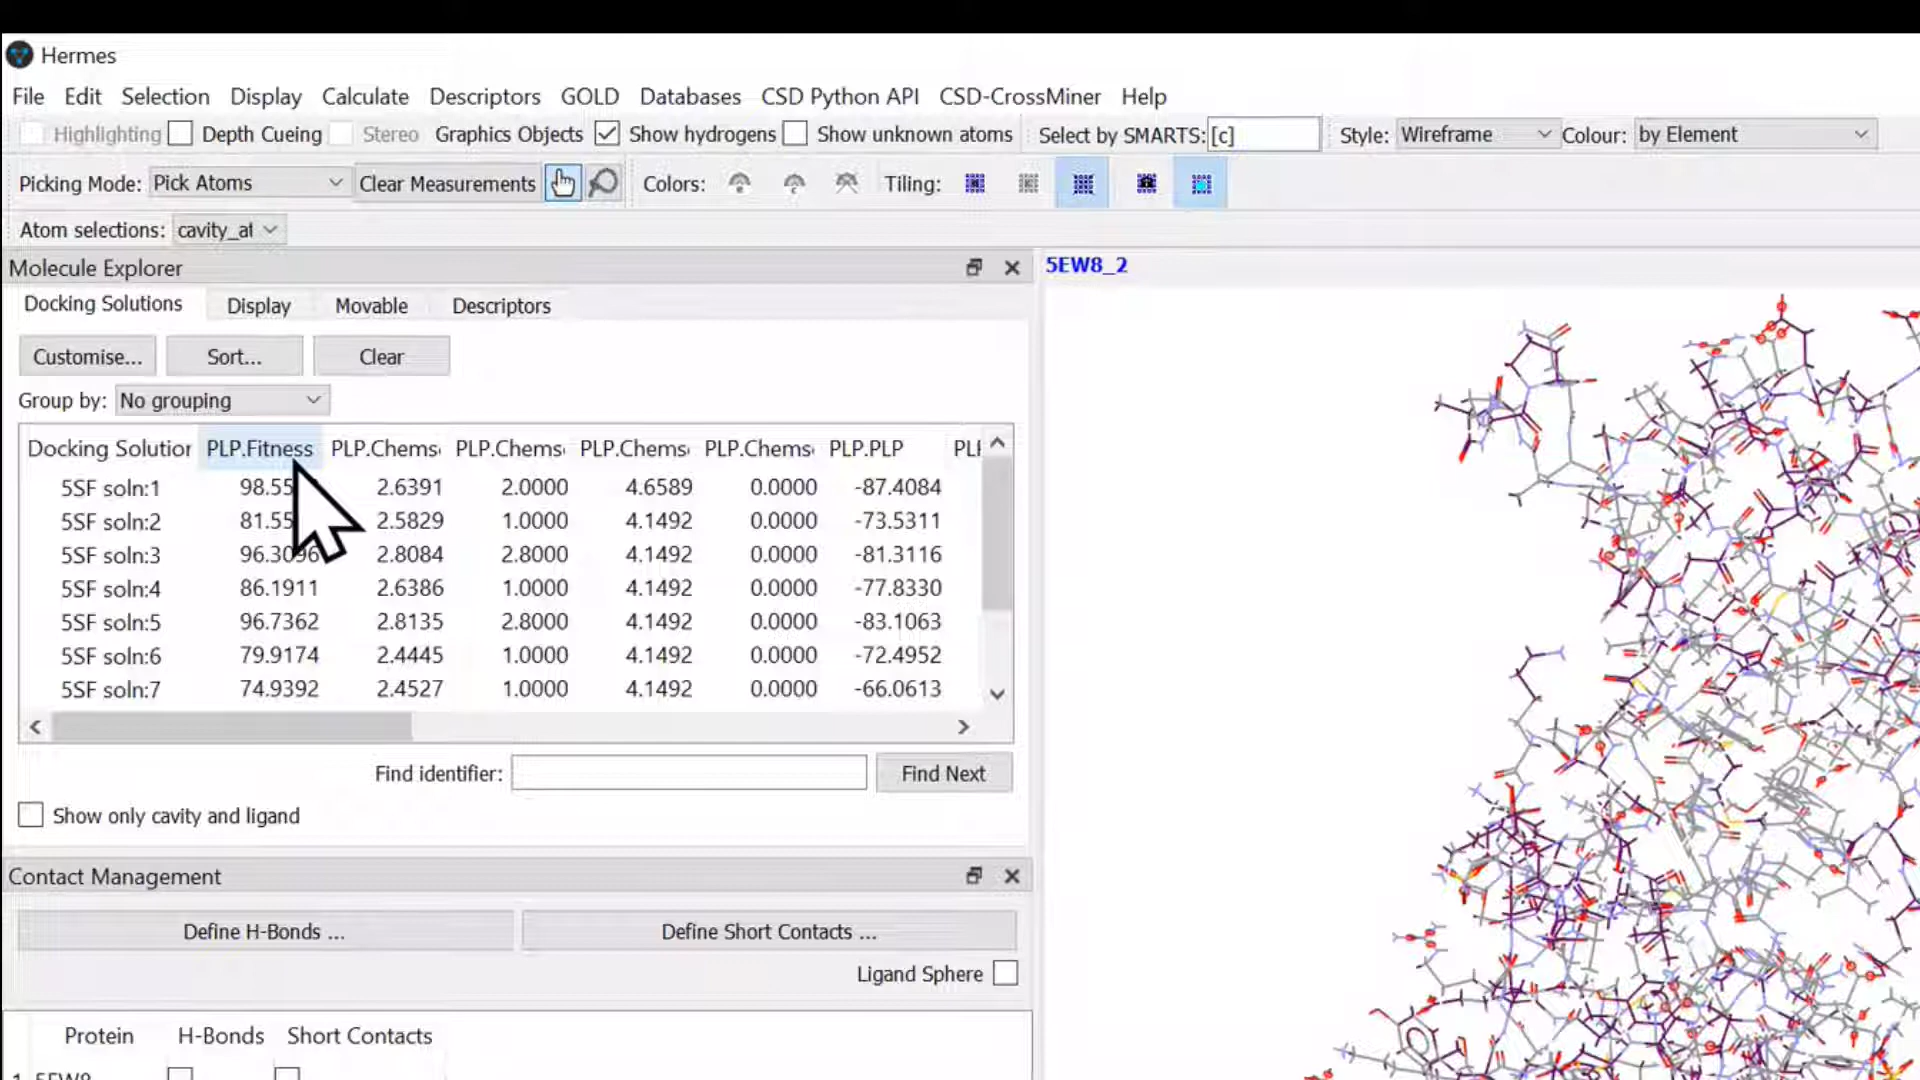 Hermes
File Edit Selection Display Calculate Descriptors GOLD Databases CSD Python API CSD-CrossMiner Help
Highlighting Depth Cueing Stereo Graphics Objects Show hydrogens Show unknown atoms Select by SMARTS: [c] Style: Wireframe Colour: by Element
Picking Mode: Pick Atoms Clear Measurements Colors: Tiling:
Atom selections: cavity_at
Molecule Explorer
5EW8_2
Docking Solutions Display Movable Descriptors
Customise... Sort... Clear
Group by: No grouping
Docking Solution PLP.Fitness PLP.Chems PLP.Chems PLP.Chems PLP.Chems PLP.PLP PL
5SF soln:1 98.55 2.6391 2.0000 4.6589 0.0000 -87.4084
5SF soln:2 81.55 2.5829 1.0000 4.1492 0.0000 -73.5311
5SF soln:3 96.3096 2.8084 2.8000 4.1492 0.0000 -81.3116
5SF soln:4 86.1911 2.6386 1.0000 4.1492 0.0000 -77.8330
5SF soln:5 96.7362 2.8135 2.8000 4.1492 0.0000 -83.1063
5SF soln:6 79.9174 2.4445 1.0000 4.1492 0.0000 -72.4952
5SF soln:7 74.9392 2.4527 1.0000 4.1492 0.0000 -66.0613
Find identifier: Find Next
Show only cavity and ligand
Contact Management
Define H-Bonds ... Define Short Contacts ...
Ligand Sphere
Protein H-Bonds Short Contacts
1 5EW8